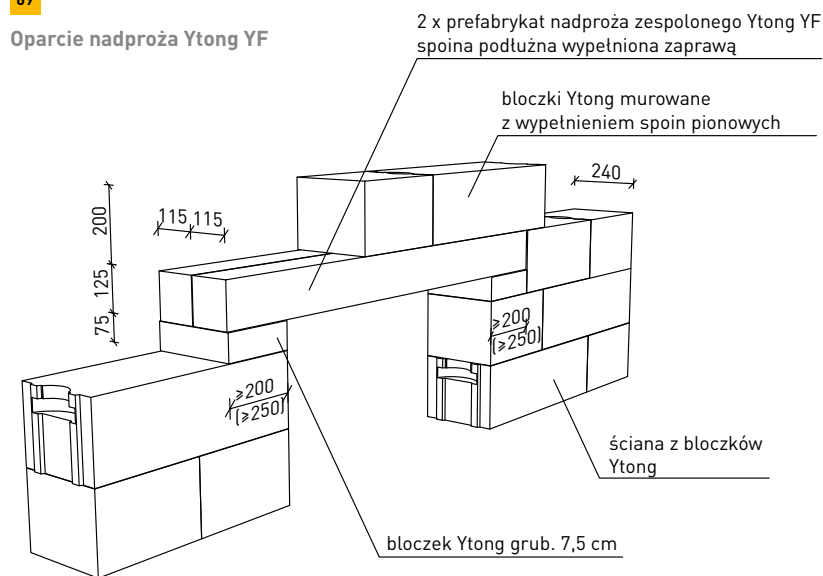 Oparcie nadproża Ytong YF
2 x prefabrykat nadproża zespolonego Ytong YF
spoina podłużna wypełniona zaprawą
bloczki Ytong murowane
z wypełnieniem spoin pionowych
240
200
115 115
125
75
≥200
(≥250)
≥200
(≥250)
ściana z bloczków
Ytong
bloczek Ytong grub. 7,5 cm